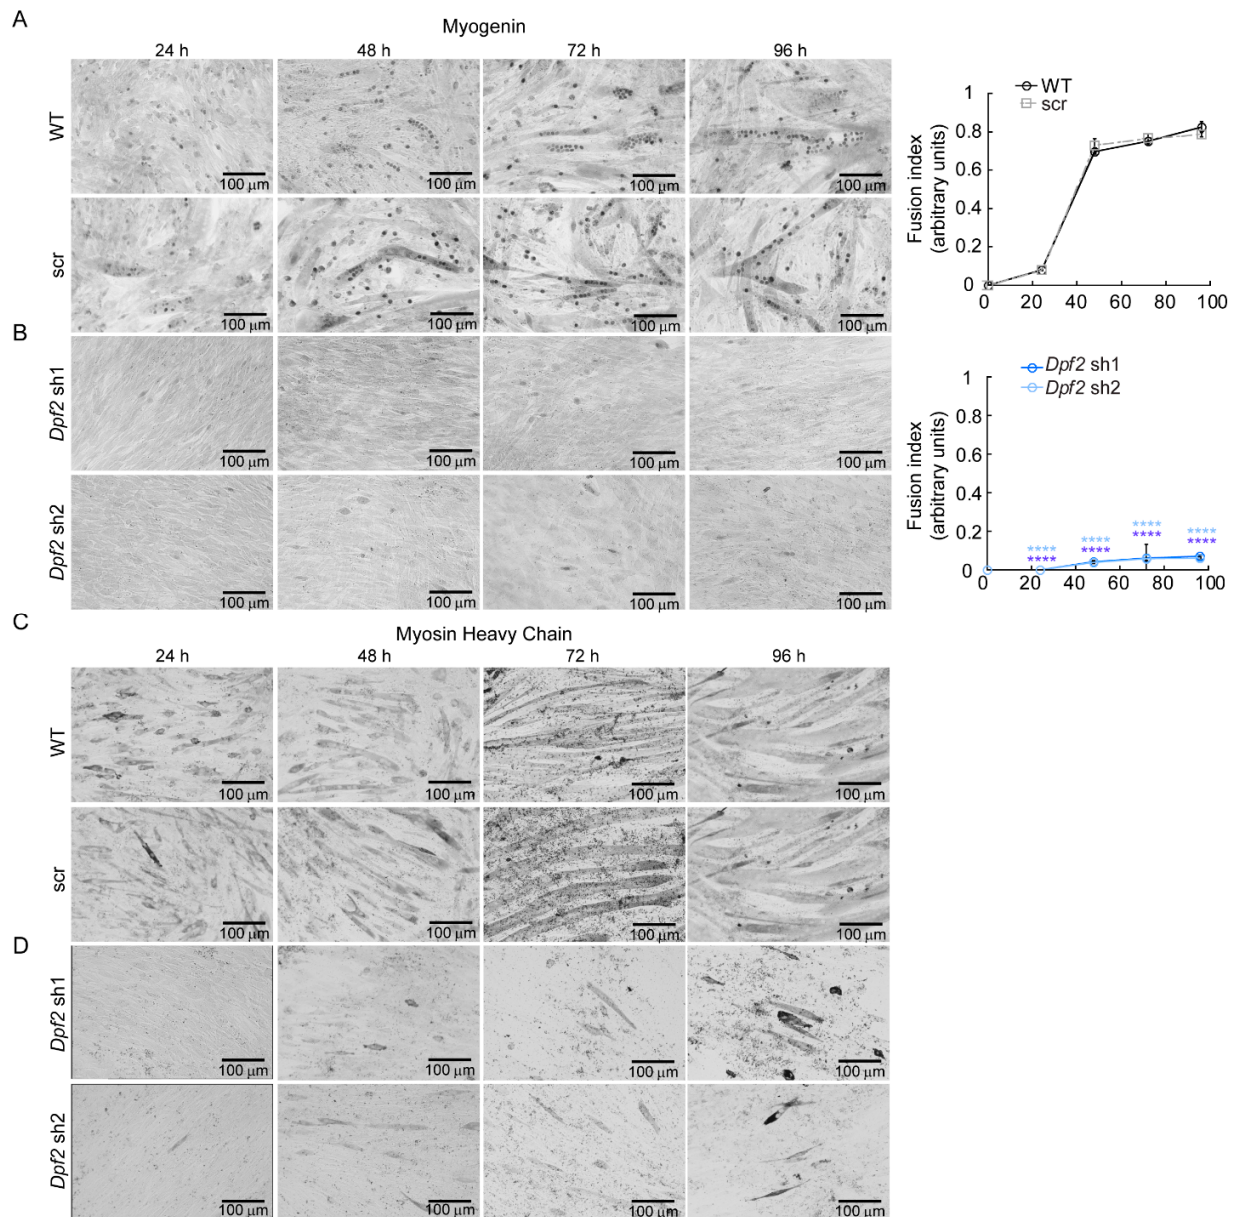 A
Myogenin
24 h 48 h 72 h 96 h
WT
100 μm 100 μm 100 μm 100 μm
scr
100 μm 100 μm 100 μm 100 μm
WT
scr
Fusion index
(arbitrary units)
1
0.8
0.6
0.4
0.2
0
0 20 40 60 80 100
B
Dpf2 sh1
100 μm 100 μm 100 μm 100 μm
Dpf2 sh2
100 μm 100 μm 100 μm 100 μm
Dpf2 sh1
Dpf2 sh2
Fusion index
(arbitrary units)
1
0.8
0.6
0.4
0.2
0
**** **** **** ****
**** **** **** ****
0 20 40 60 80 100
C
Myosin Heavy Chain
24 h 48 h 72 h 96 h
WT
100 μm 100 μm 100 μm 100 μm
scr
100 μm 100 μm 100 μm 100 μm
D
Dpf2 sh1
100 μm 100 μm 100 μm 100 μm
Dpf2 sh2
100 μm 100 μm 100 μm 100 μm